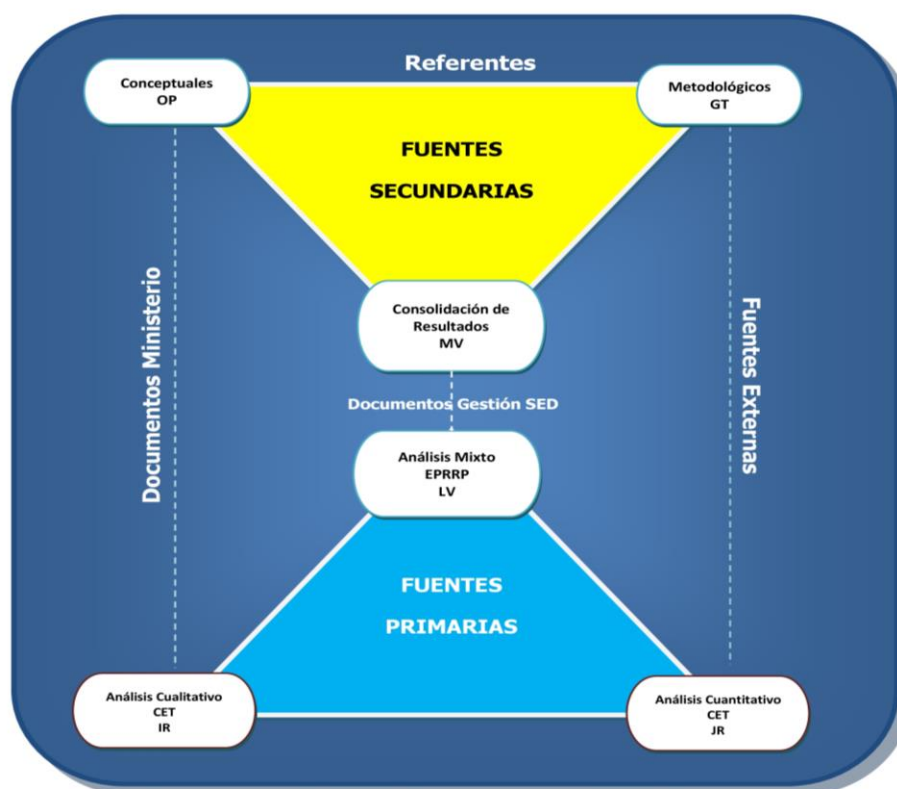 Referentes
Conceptuales
OP
Metodológicos
GT
FUENTES
SECUNDARIAS
Consolidación de
Resultados
MV
Documentos Ministerio
Fuentes Externas
Documentos Gestión SED
Análisis Mixto
EPRRP
LV
FUENTES
PRIMARIAS
Análisis Cualitativo
CET
IR
Análisis Cuantitativo
CET
JR